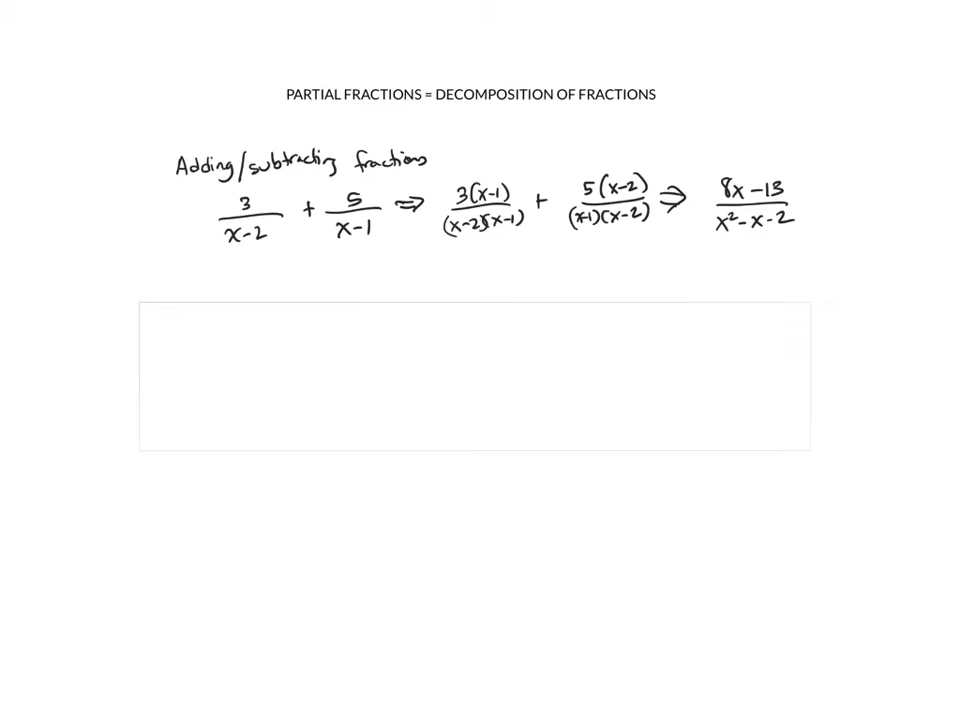 PARTIAL FRACTIONS = DECOMPOSITION OF FRACTIONS
Adding/subtracting fractions
3/(x-2) + 5/(x-1) ⇒ 3(x-1)/((x-2)(x-1)) + 5(x-2)/((x-1)(x-2)) ⇒ (8x-13)/(x²-x-2)